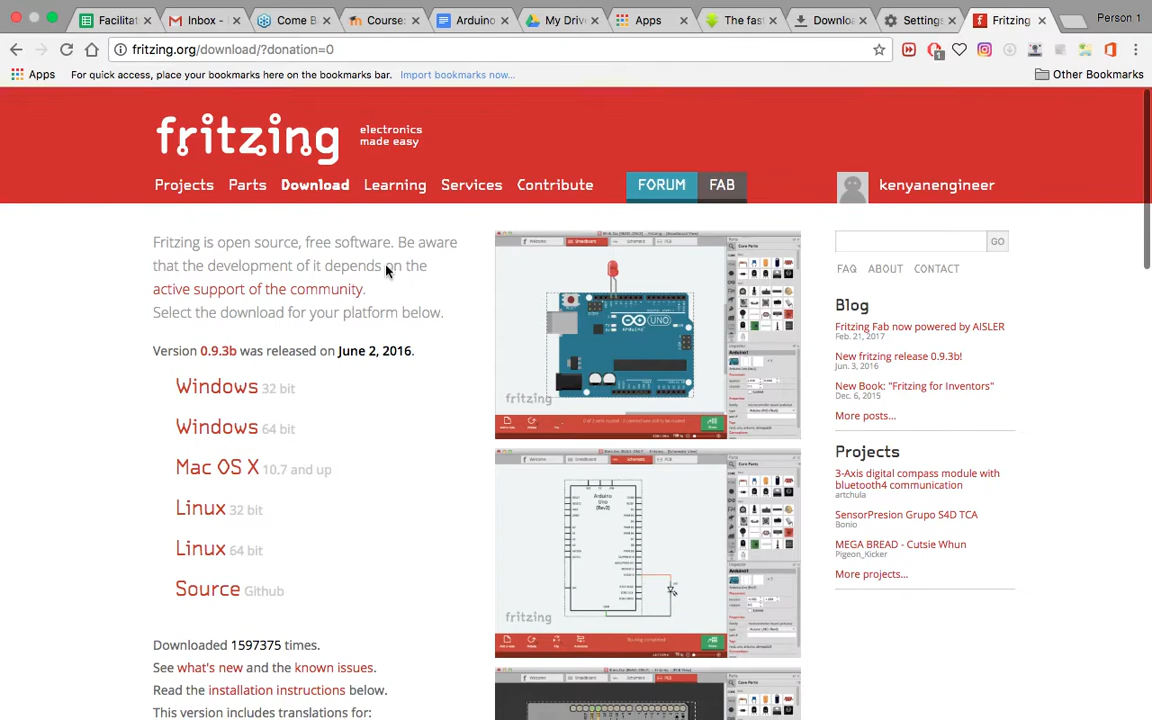 Facilitat
Inbox -
Come B
Course:
Arduino
My Driv
Apps
The fast
Downlo
Settings
Fritzing
Person 1
fritzing.org/download/?donation=0
Apps
For quick access, place your bookmarks here on the bookmarks bar. Import bookmarks now...
Other Bookmarks
fritzing
electronics
made easy
Projects Parts Download Learning Services Contribute FORUM FAB
kenyanengineer
Fritzing is open source, free software. Be aware
that the development of it depends on the
active support of the community.
Select the download for your platform below.
Version 0.9.3b was released on June 2, 2016.
Windows 32 bit
Windows 64 bit
Mac OS X 10.7 and up
Linux 32 bit
Linux 64 bit
Source Github
Downloaded 1597375 times.
See what's new and the known issues.
Read the installation instructions below.
This version includes translations for:
UNO
fritzing
Arduino
Uno
(Rev3)
fritzing
GO
FAQ ABOUT CONTACT
Blog
Fritzing Fab now powered by AISLER
Feb. 21, 2017
New fritzing release 0.9.3b!
Jun. 3, 2016
New Book: "Fritzing for Inventors"
Dec. 6, 2015
More posts...
Projects
3-Axis digital compass module with
bluetooth4 communication
artchula
SensorPresion Grupo S4D TCA
Bonio
MEGA BREAD - Cutsie Whun
Pigeon_Kicker
More projects...